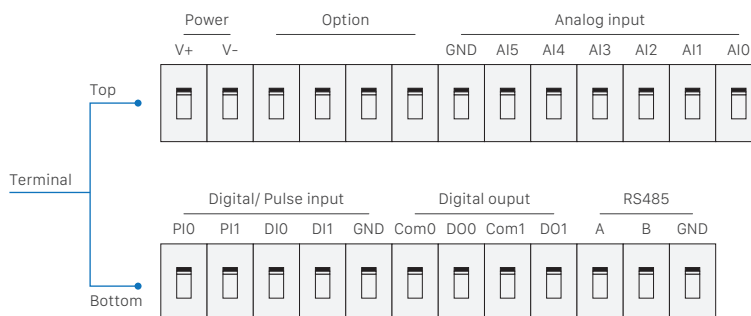 Power Option Analog input
V+ V- GND AI5 AI4 AI3 AI2 AI1 AI0
Top
Terminal
Digital/ Pulse input Digital ouput RS485
PI0 PI1 DI0 DI1 GND Com0 DO0 Com1 DO1 A B GND
Bottom